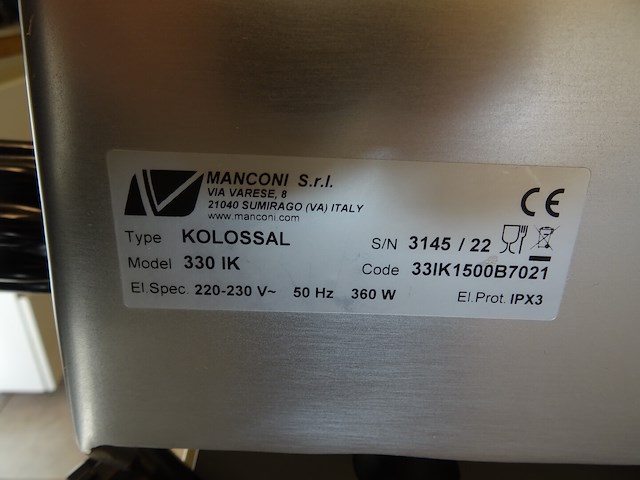 MANCONI S.r.l.
VIA VARESE, 8
21040 SUMIRAGO (VA) ITALY
www.manconi.com
CE
Type KOLOSSAL
S/N 3145 / 22
Model 330 IK
Code 33IK1500B7021
El.Spec. 220-230 V~ 50 Hz 360 W
El.Prot. IPX3